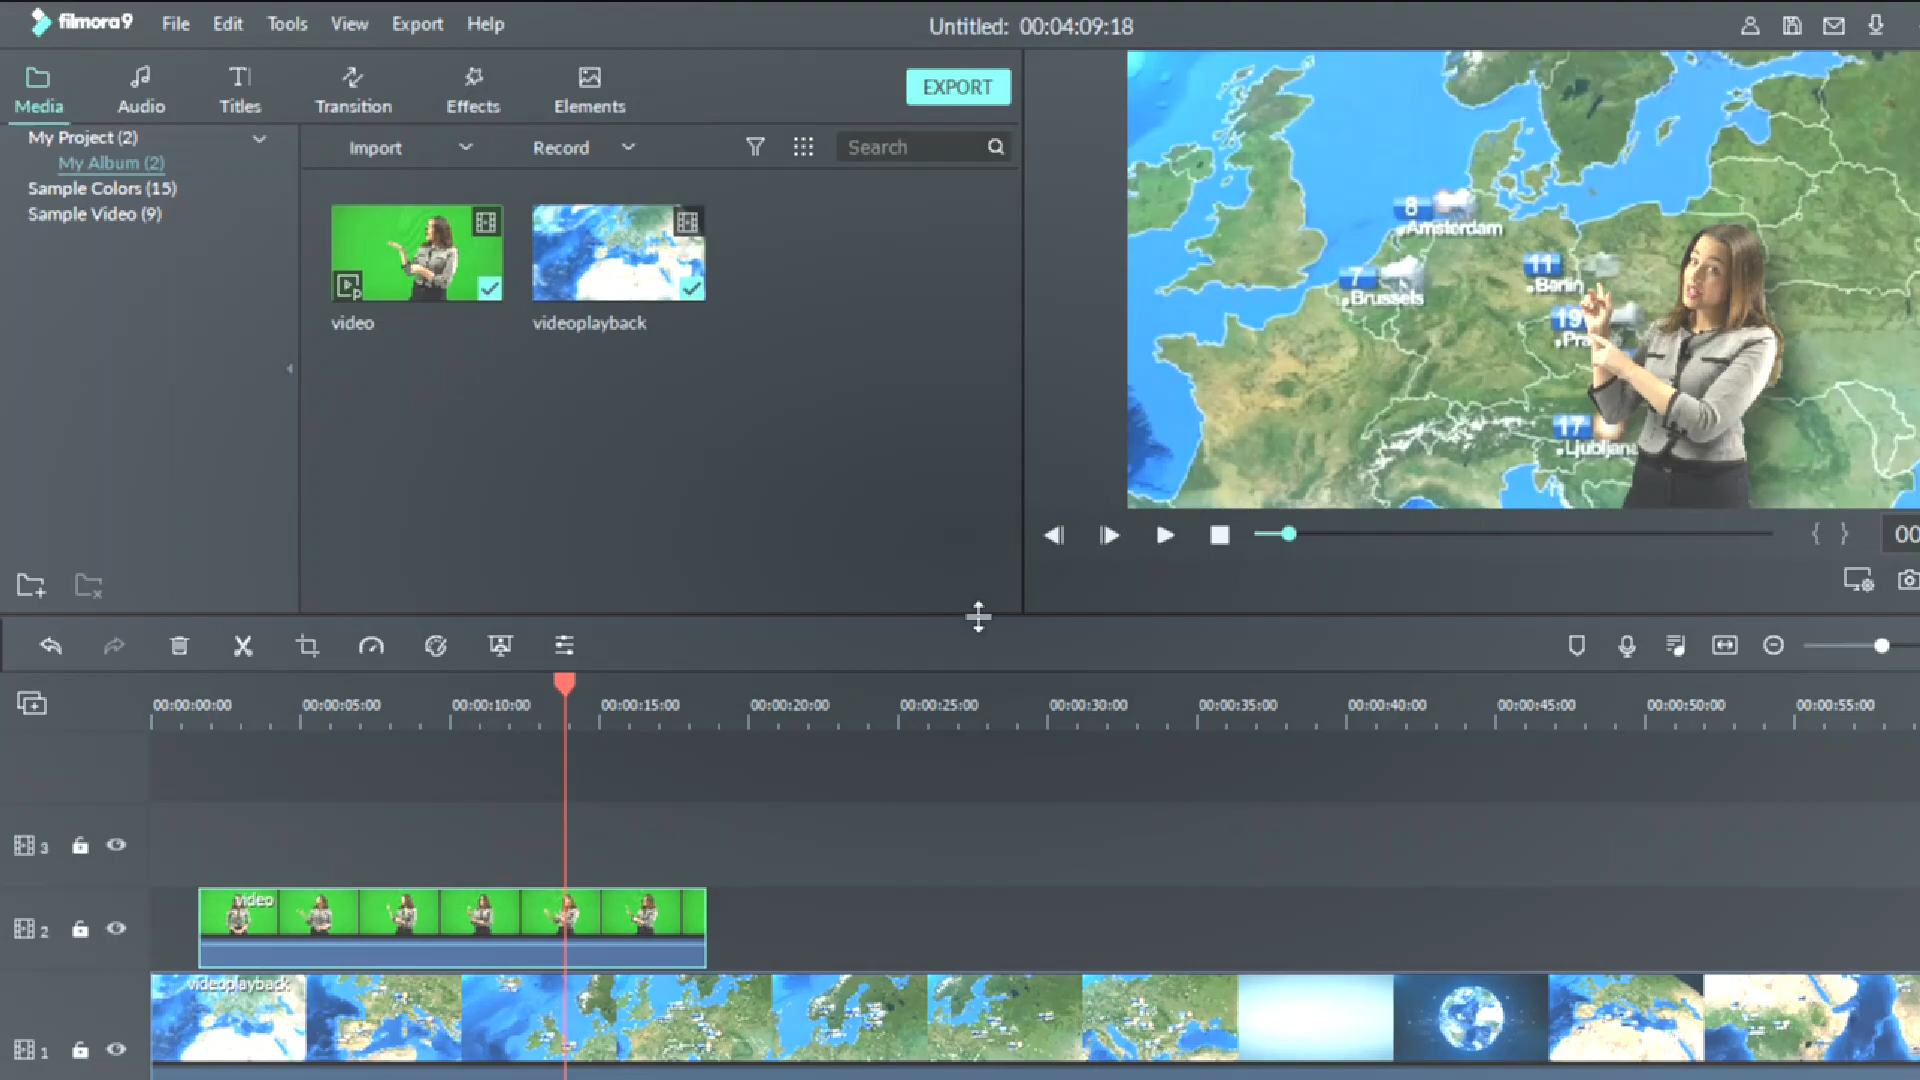 filmora9 File Edit Tools View Export Help Untitled: 00:04:09:18
Media Audio Titles Transition Effects Elements EXPORT
My Project (2)
My Album (2)
Sample Colors (15)
Sample Video (9)
Import Record Search
video videoplayback
8
Amsterdam
11
Berlin
7
Brussels
19
17
Ljubljana
00
00:00:00:00 00:00:05:00 00:00:10:00 00:00:15:00 00:00:20:00 00:00:25:00 00:00:30:00 00:00:35:00 00:00:40:00 00:00:45:00 00:00:50:00 00:00:55:00
3
2 video
videoplayback
1